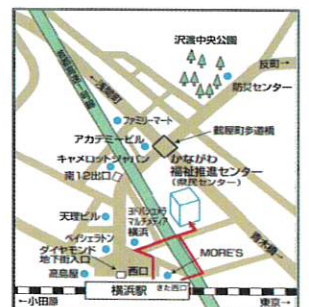 沢渡中央公園
反町→
防災センター
←浅間町
ファミリーマート
鶴屋町歩道橋
アカデミービル
かながわ
福祉推進センター
(県民センター)
キャメロットジャパン
南12出口
天理ビル
ヨドバシカメラ
マルチメディア
横浜
青木橋→
ベイシェラトン
ダイヤモンド
地下街入口
MORE'S
高島屋
西口
きた西口
横浜駅
←小田原
東京→